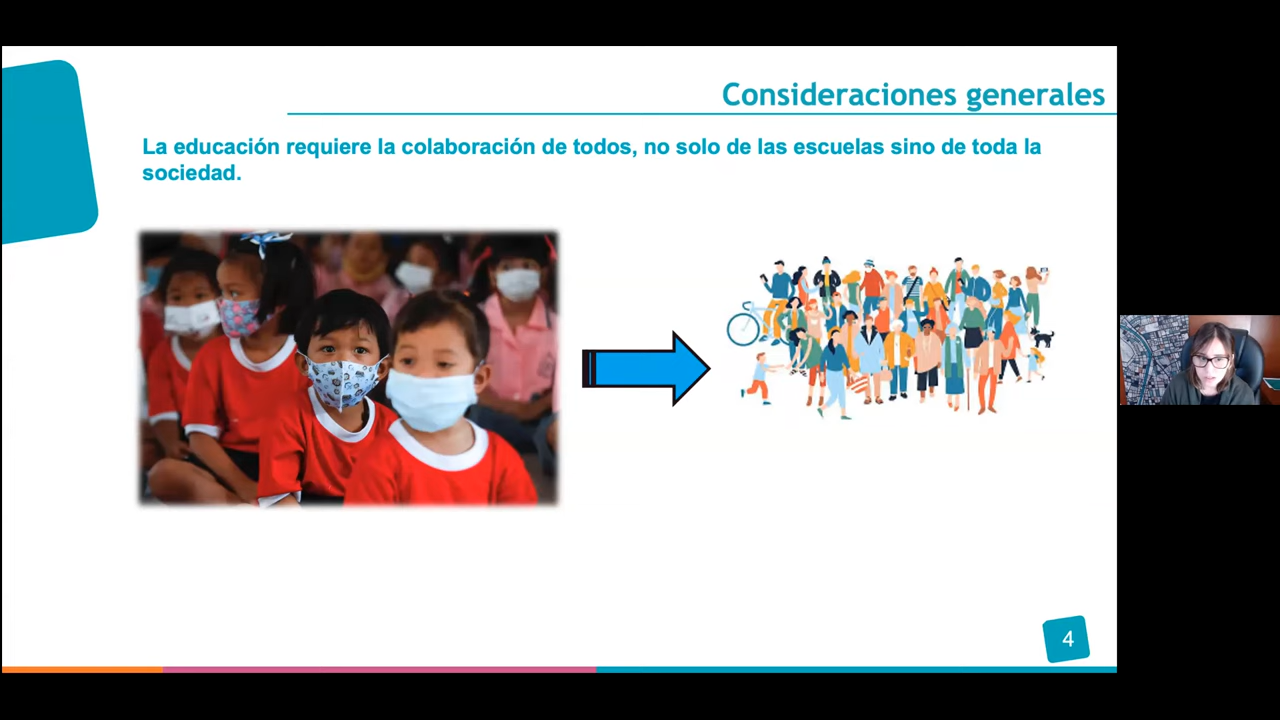 Consideraciones generales
La educación requiere la colaboración de todos, no solo de las escuelas sino de toda la
sociedad.
4